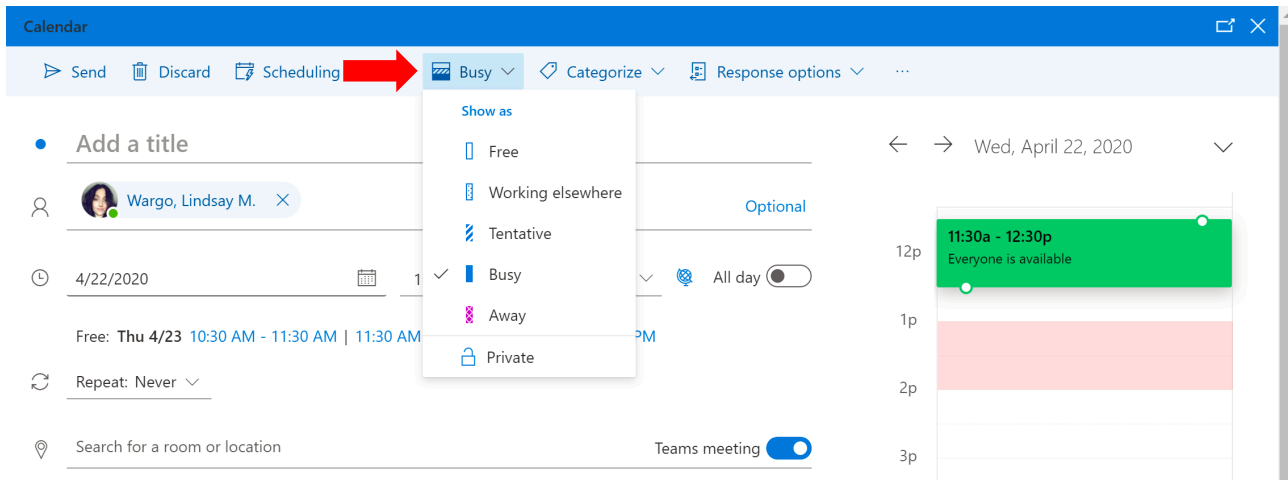 Calendar
Send Discard Scheduling Busy Categorize Response options ...
Show as
Free
Working elsewhere
Tentative
Busy
Away
Private
Add a title
Wargo, Lindsay M.
Optional
4/22/2020 1 All day
Free: Thu 4/23 10:30 AM - 11:30 AM | 11:30 AM PM
Repeat: Never
Search for a room or location Teams meeting
Wed, April 22, 2020
12p
11:30a - 12:30p
Everyone is available
1p
2p
3p